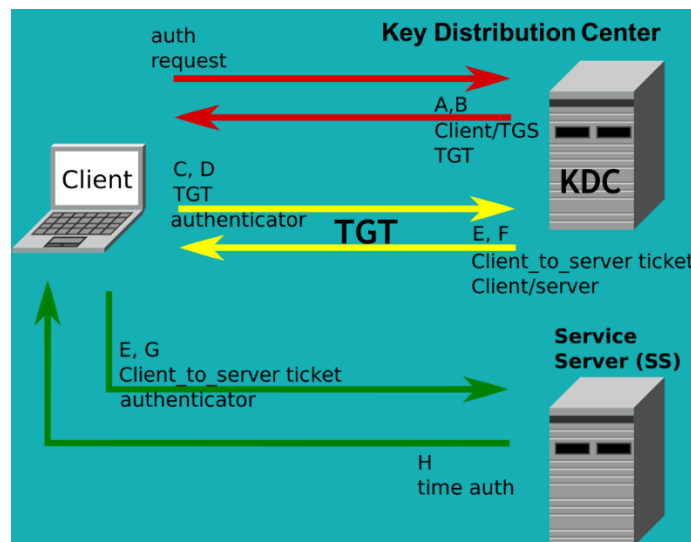 auth
request
Key Distribution Center
A,B
Client/TGS
TGT
KDC
Client
C, D
TGT
authenticator
TGT
E, F
Client_to_server ticket
Client/server
E, G
Client_to_server ticket
authenticator
Service
Server (SS)
H
time auth